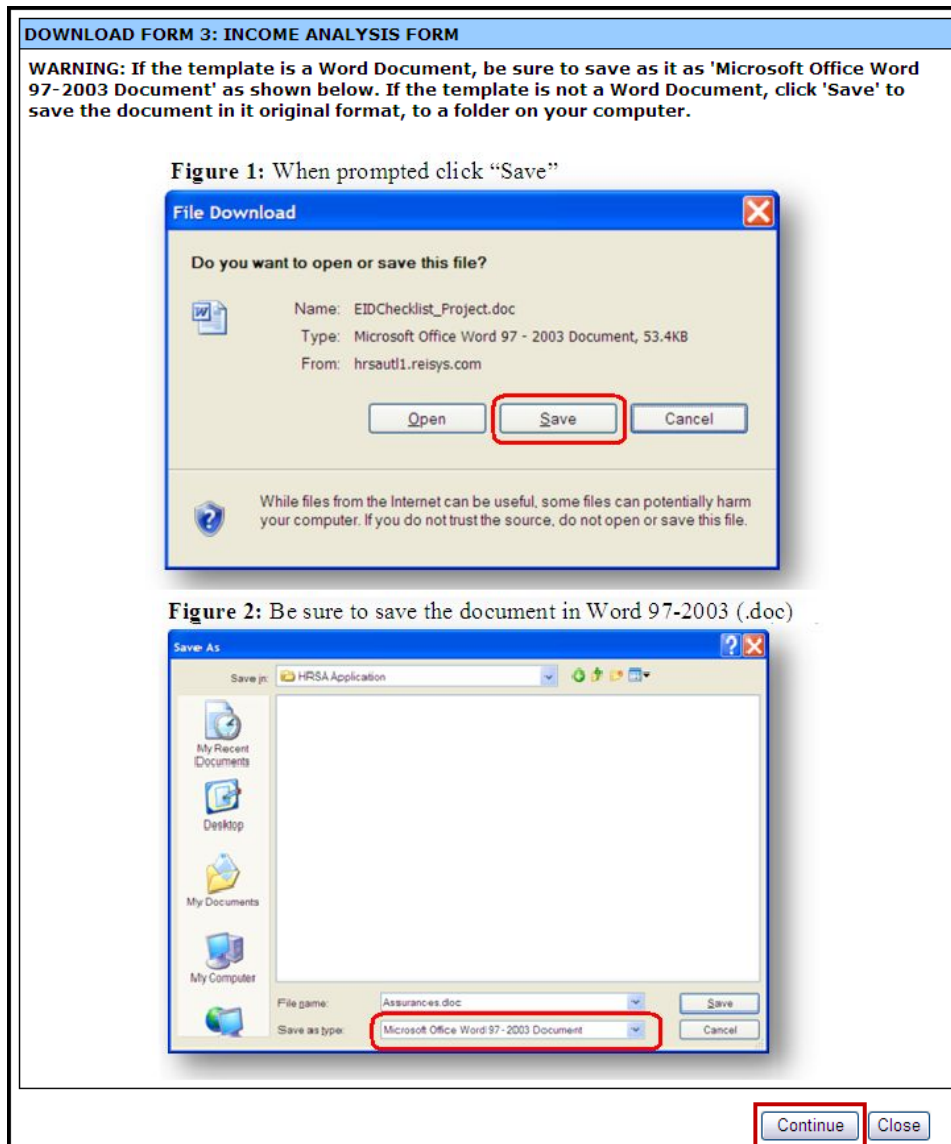 DOWNLOAD FORM 3: INCOME ANALYSIS FORM
WARNING: If the template is a Word Document, be sure to save as it as 'Microsoft Office Word
97-2003 Document' as shown below. If the template is not a Word Document, click 'Save' to
save the document in it original format, to a folder on your computer.
Figure 1: When prompted click “Save”
File Download
Do you want to open or save this file?
Name: EIDChecklist_Project.doc
Type: Microsoft Office Word 97 - 2003 Document, 53.4KB
From: hrsautl1.reisys.com
Open Save Cancel
While files from the Internet can be useful, some files can potentially harm
your computer. If you do not trust the source, do not open or save this file.
Figure 2: Be sure to save the document in Word 97-2003 (.doc)
Save As
Save in: HRSA Application
My Recent
Documents
Desktop
My Documents
My Computer
File name: Assurances.doc Save
Save as type: Microsoft Office Word 97 - 2003 Document Cancel
Continue Close